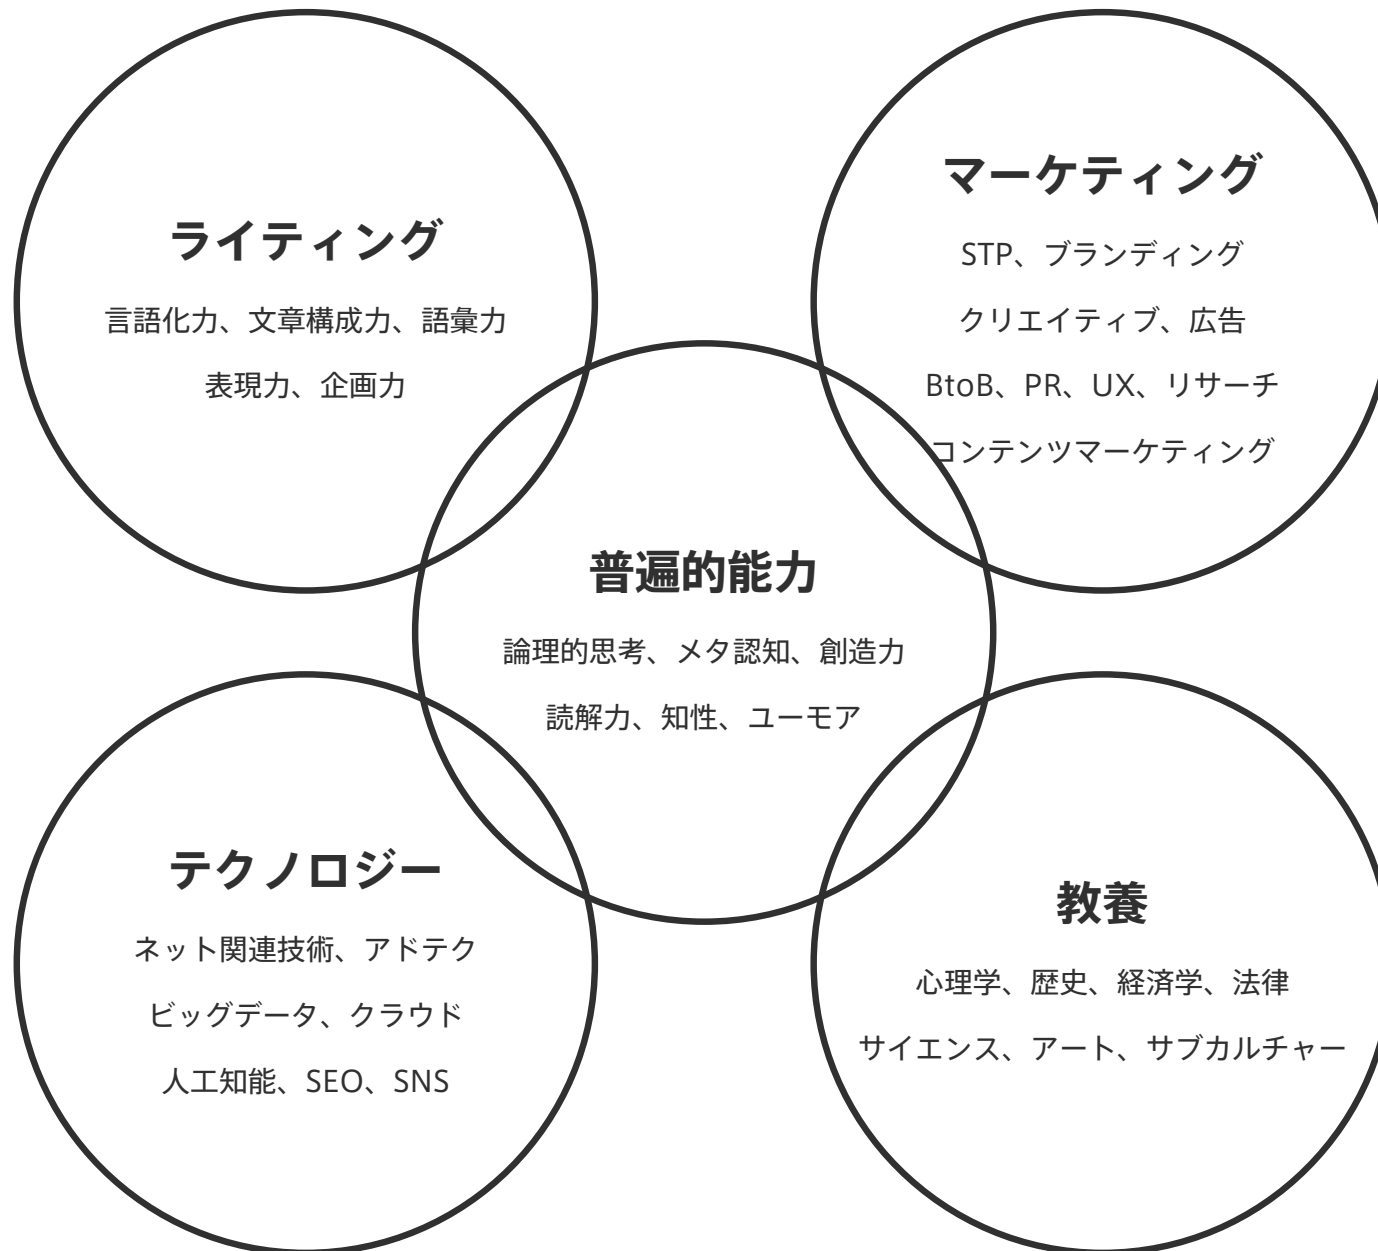 ライティング
言語化力、文章構成力、語彙力
表現力、企画力
マーケティング
STP、ブランディング
クリエイティブ、広告
BtoB、PR、UX、リサーチ
コンテンツマーケティング
普遍的能力
論理的思考、メタ認知、創造力
読解力、知性、ユーモア
テクノロジー
ネット関連技術、アドテク
ビッグデータ、クラウド
人工知能、SEO、SNS
教養
心理学、歴史、経済学、法律
サイエンス、アート、サブカルチャー